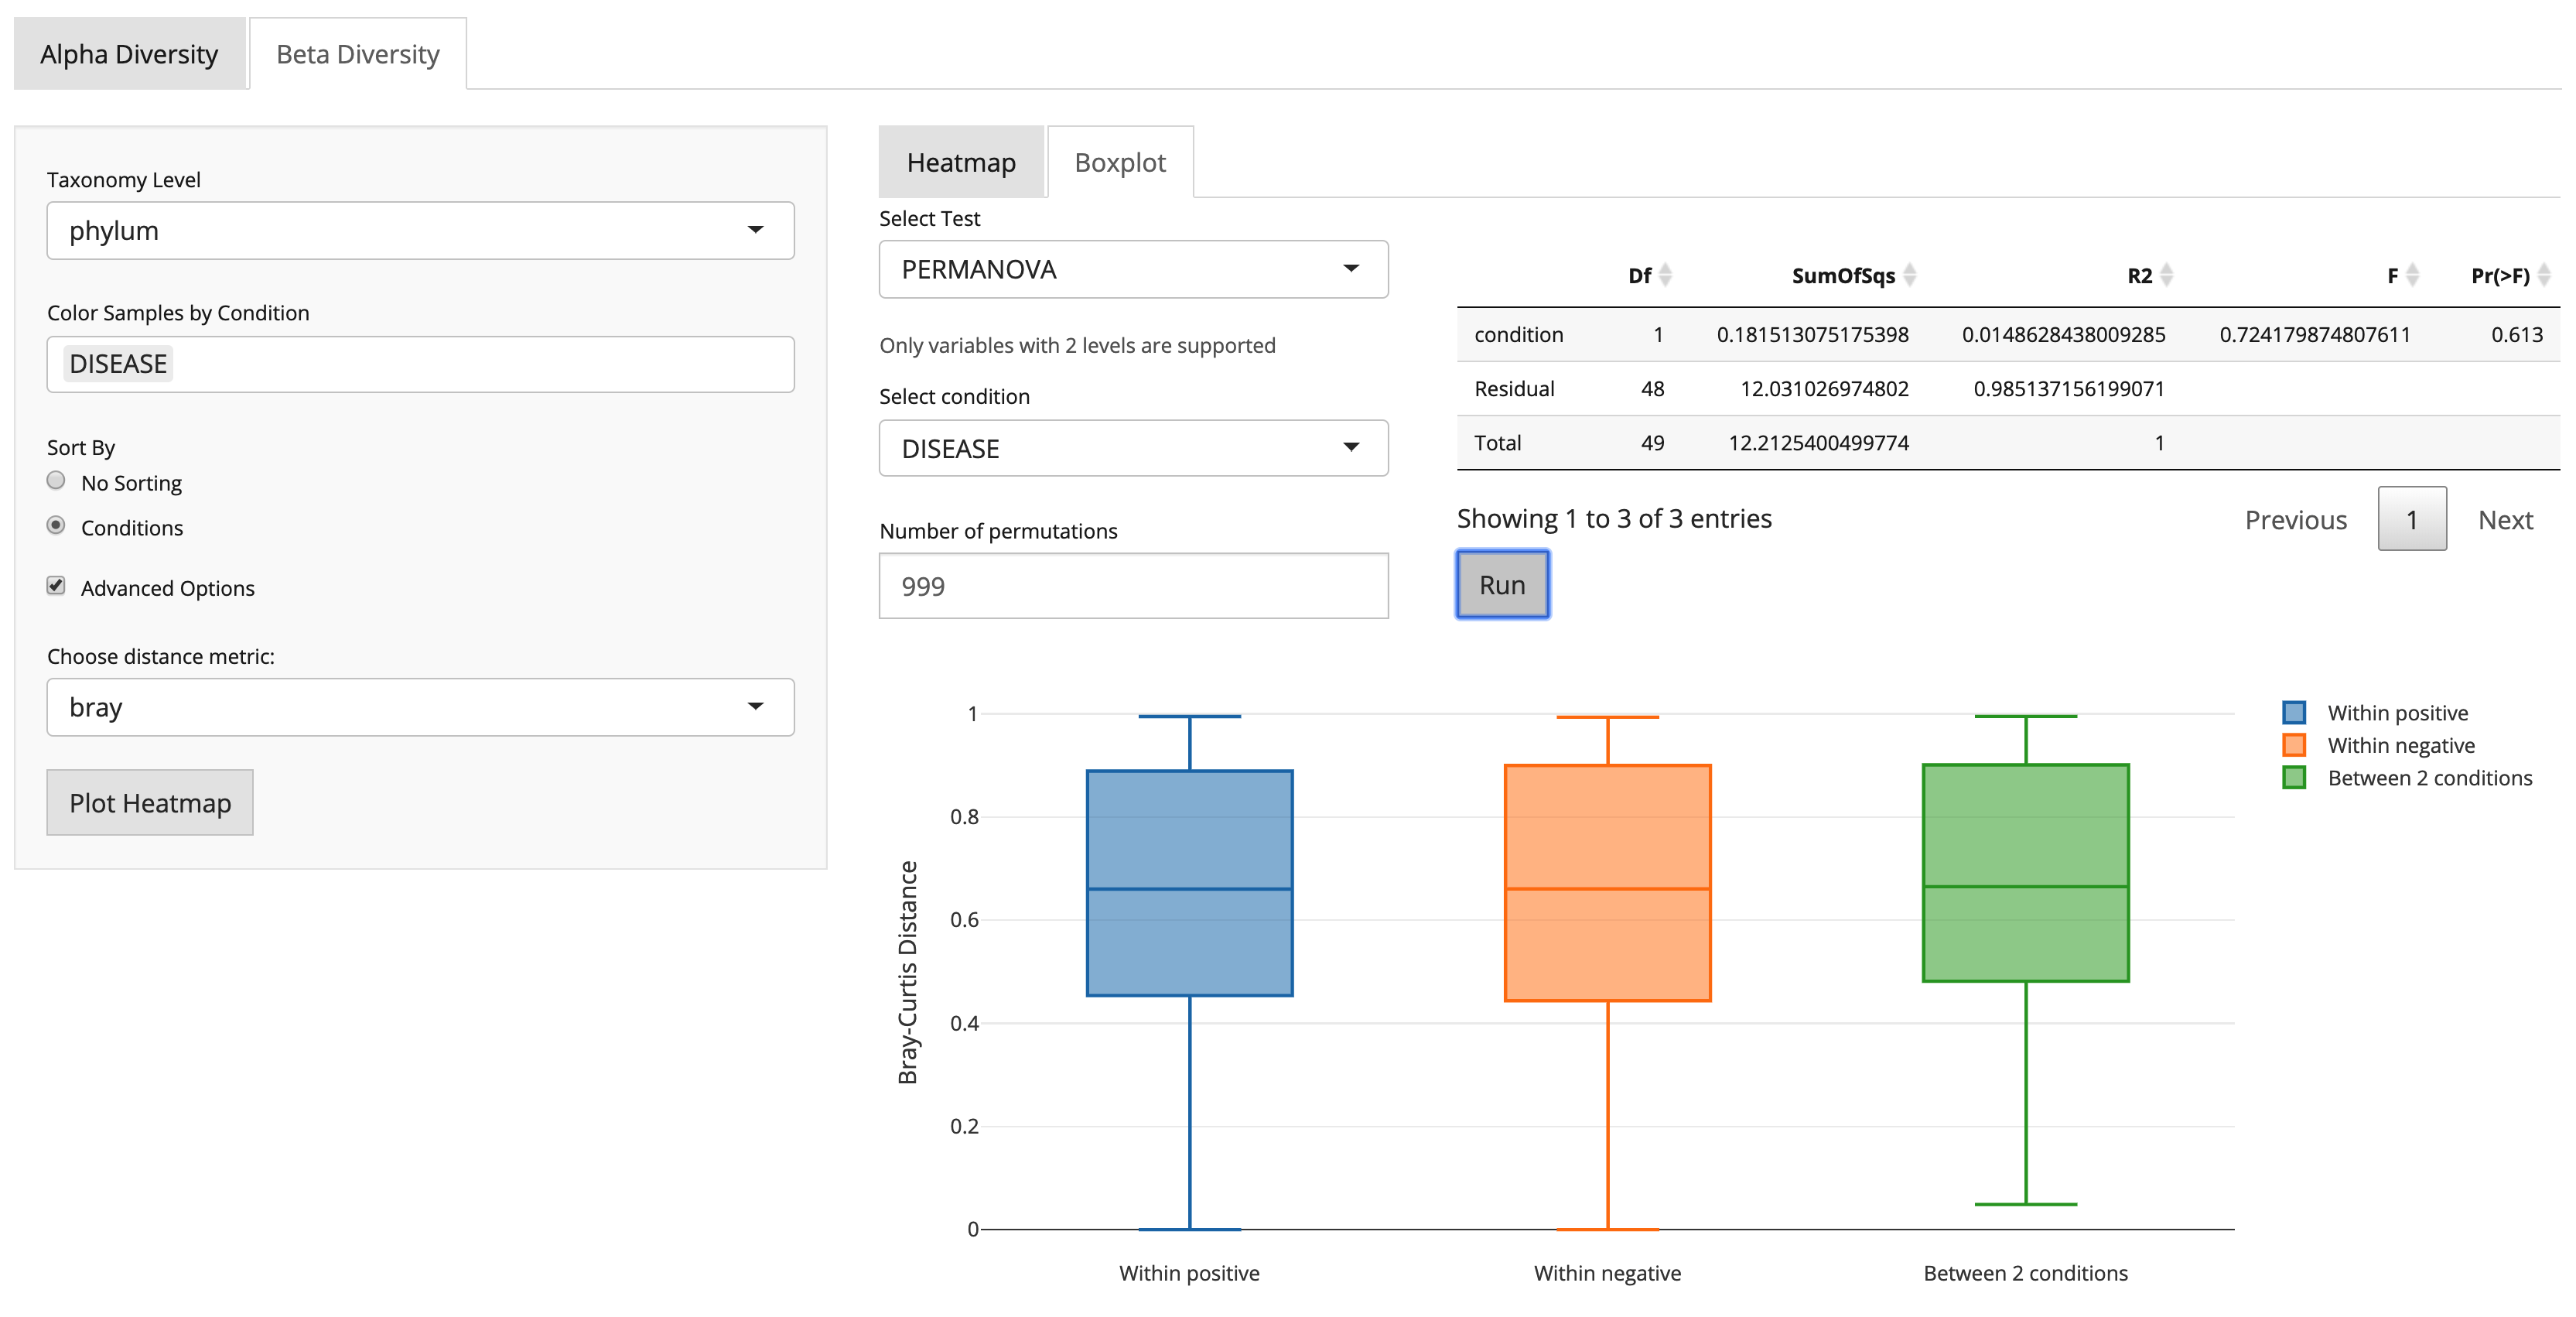 Alpha Diversity
Beta Diversity
Taxonomy Level
phylum
Color Samples by Condition
DISEASE
Sort By
No Sorting
Conditions
Advanced Options
Choose distance metric:
bray
Plot Heatmap
Heatmap
Boxplot
Select Test
PERMANOVA
Only variables with 2 levels are supported
Select condition
DISEASE
Number of permutations
999
Df SumOfSqs R2 F Pr(>F)
condition 1 0.181513075175398 0.0148628438009285 0.724179874807611 0.613
Residual 48 12.031026974802 0.985137156199071
Total 49 12.2125400499774 1
Showing 1 to 3 of 3 entries
Previous 1 Next
Run
Bray-Curtis Distance
1
0.8
0.6
0.4
0.2
0
Within positive
Within negative
Between 2 conditions
Within positive
Within negative
Between 2 conditions